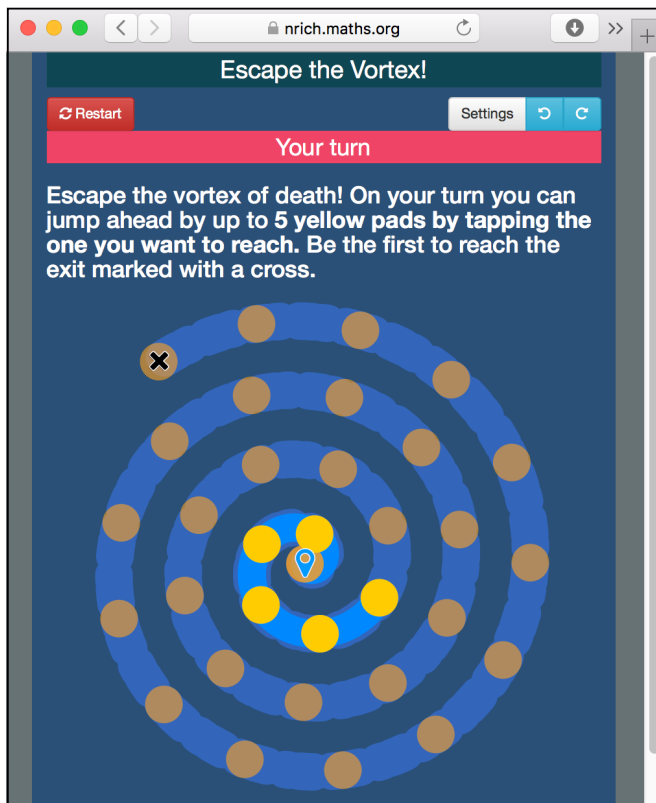 nrich.maths.org
Escape the Vortex!
Restart
Settings
Your turn
Escape the vortex of death! On your turn you can
jump ahead by up to 5 yellow pads by tapping the
one you want to reach. Be the first to reach the
exit marked with a cross.